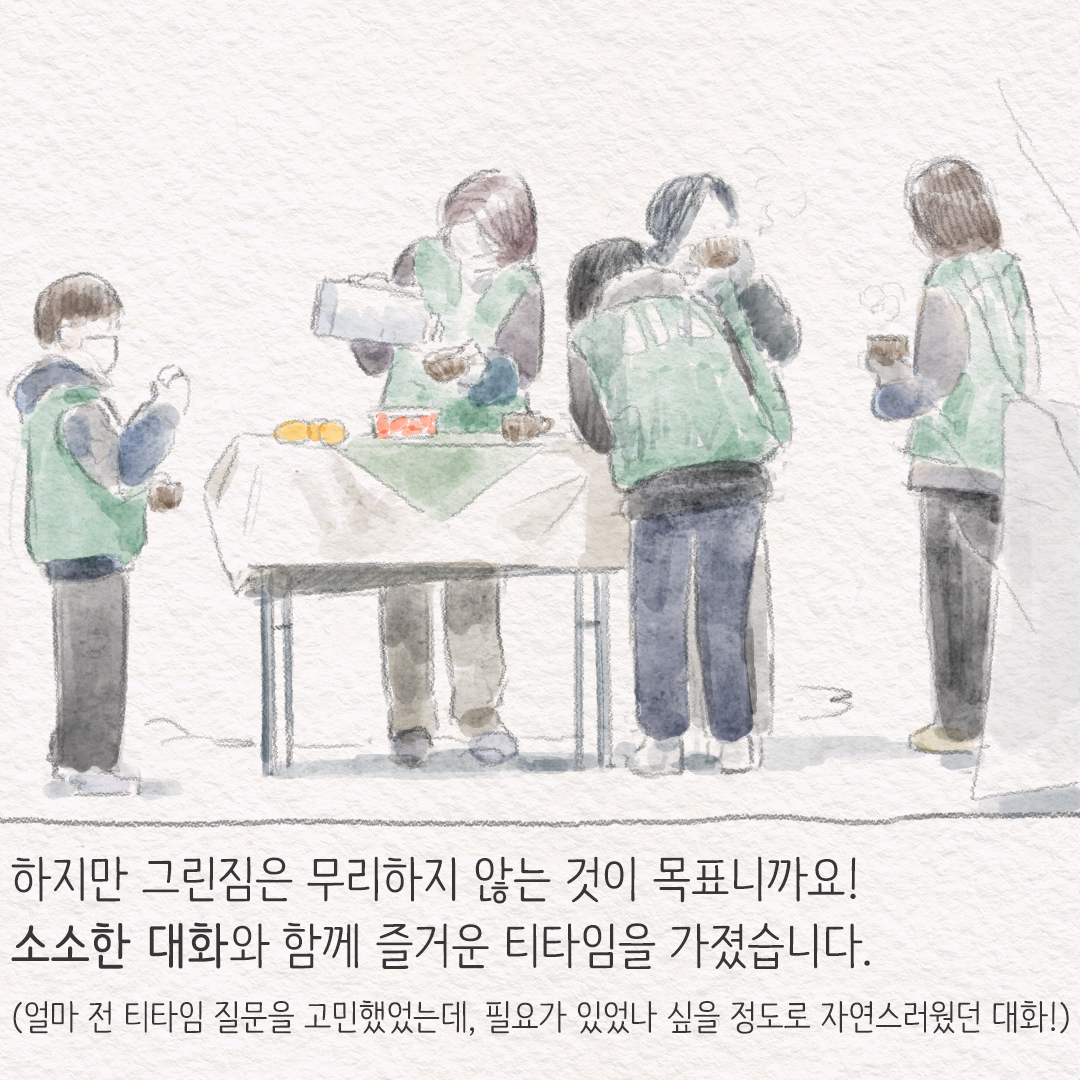 하지만 그린짐은 무리하지 않는 것이 목표니까요!
소소한 대화와 함께 즐거운 티타임을 가졌습니다.
(얼마 전 티타임 질문을 고민했었는데, 필요가 있었나 싶을 정도로 자연스러웠던 대화!)